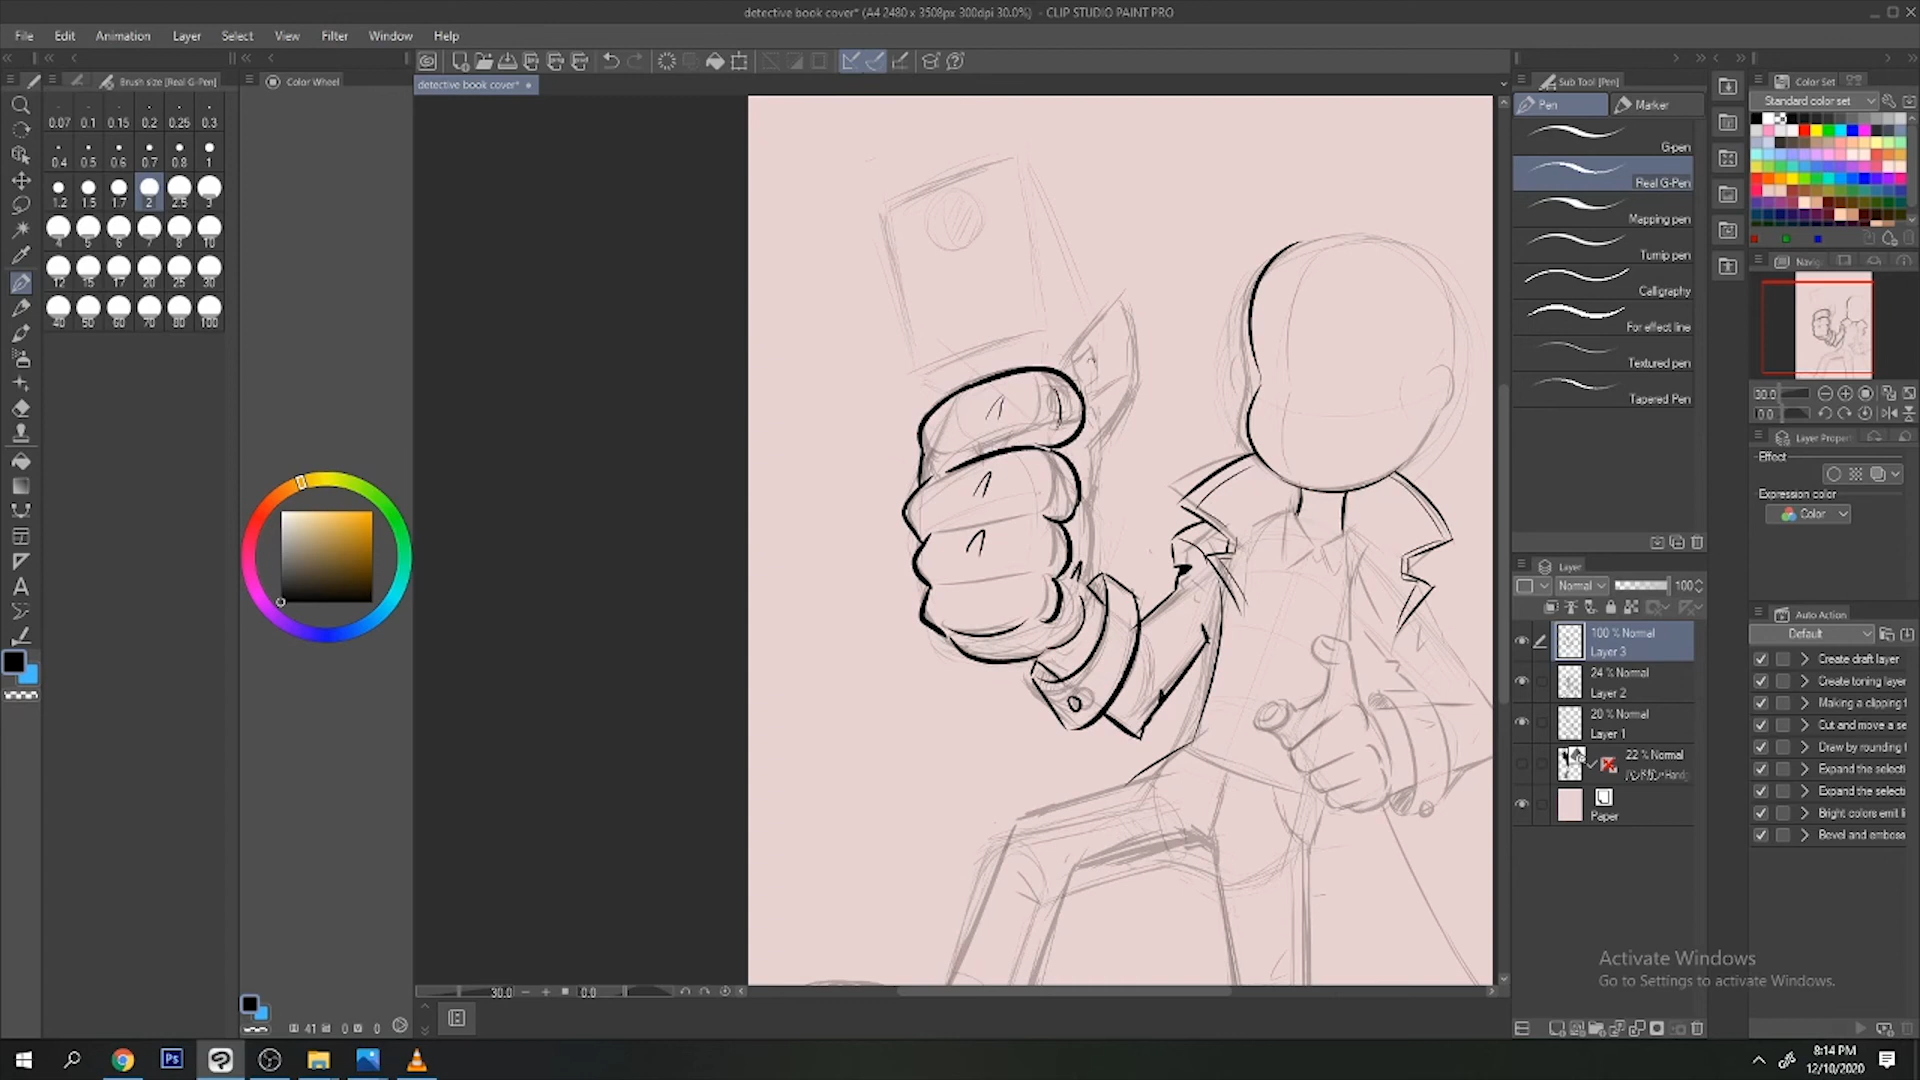 detective book cover* (A4 2480 x 3508px 300dpi 30.0%) - CLIP STUDIO PAINT PRO
File Edit Animation Layer Select View Filter Window Help
Brush size [Real G-Pen]
Color Wheel
detective book cover*
0.07 0.1 0.15 0.2 0.25 0.3
0.4 0.5 0.6 0.7 0.8 1
1.2 1.5 1.7 2 2.5 3
4 5 6 7 8 10
12 15 17 20 25 30
40 50 60 70 80 100
41 0 0
30.0 0.0
Sub Tool [Pen]
Pen Marker
G-pen
Real G-Pen
Mapping pen
Turnip pen
Calligraphy
For effect line
Textured pen
Tapered Pen
Layer
Normal 100
100 % Normal
Layer 3
24 % Normal
Layer 2
20 % Normal
Layer 1
22 % Normal
Paper
Color Set
Standard color set
Navig
30.0
0.0
Layer Proper
Effect
Expression color
Color
Auto Action
Default
Create draft layer
Create toning layer
Making a clipping f
Cut and move a se
Draw by rounding f
Expand the selecti
Expand the selecti
Bright colors emit li
Bevel and emboss
Activate Windows
Go to Settings to activate Windows.
Ps
8:14 PM
12/10/2020